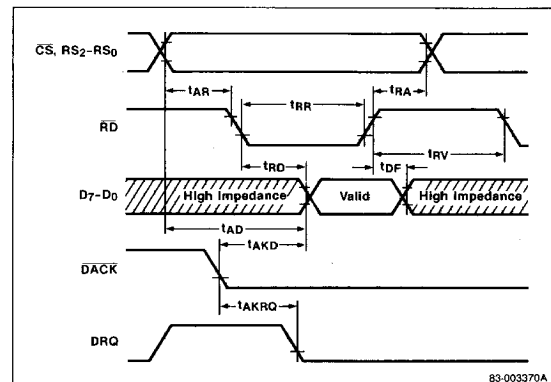 CS, RS2-RS0
tAR
tRR
tRA
RD
tRD
tDF
tRV
D7-D0
High Impedance
Valid
High Impedance
tAD
tAKD
DACK
tAKRQ
DRQ
83-003370A